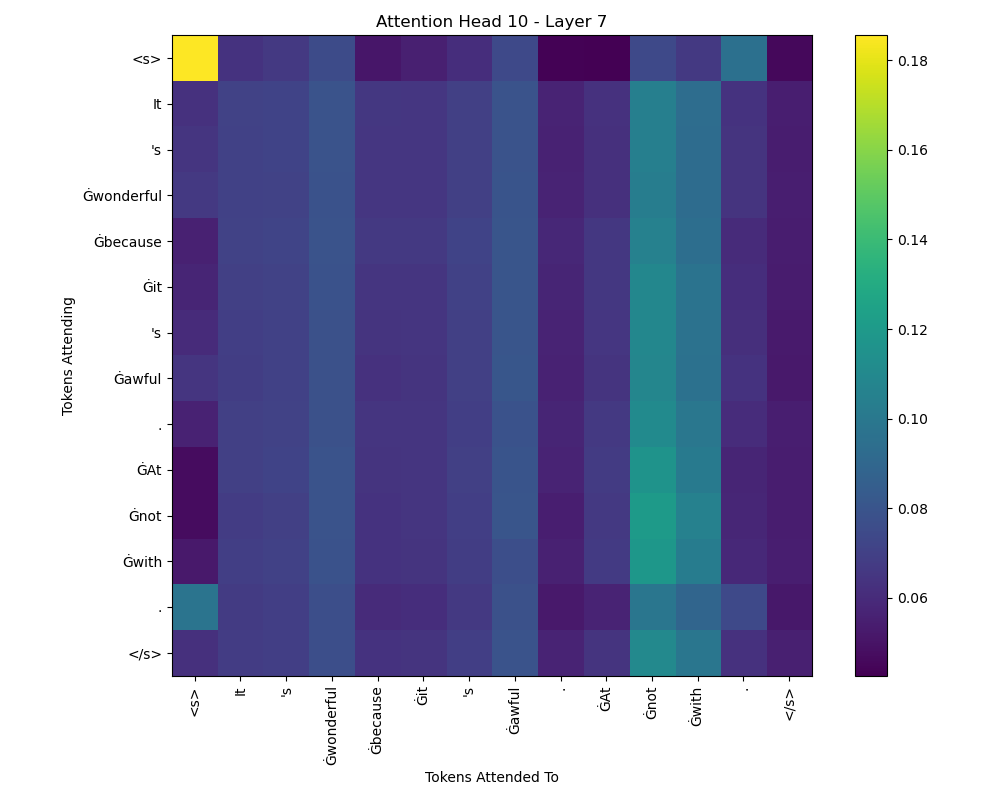 Attention Head 10 - Layer 7
Tokens Attending
<s>
It
's
Ġwonderful
Ġbecause
Ġit
's
Ġawful
.
ĠAt
Ġnot
Ġwith
.
</s>
<s>
It
's
Ġwonderful
Ġbecause
Ġit
's
Ġawful
.
ĠAt
Ġnot
Ġwith
.
</s>
Tokens Attended To
0.18
0.16
0.14
0.12
0.10
0.08
0.06